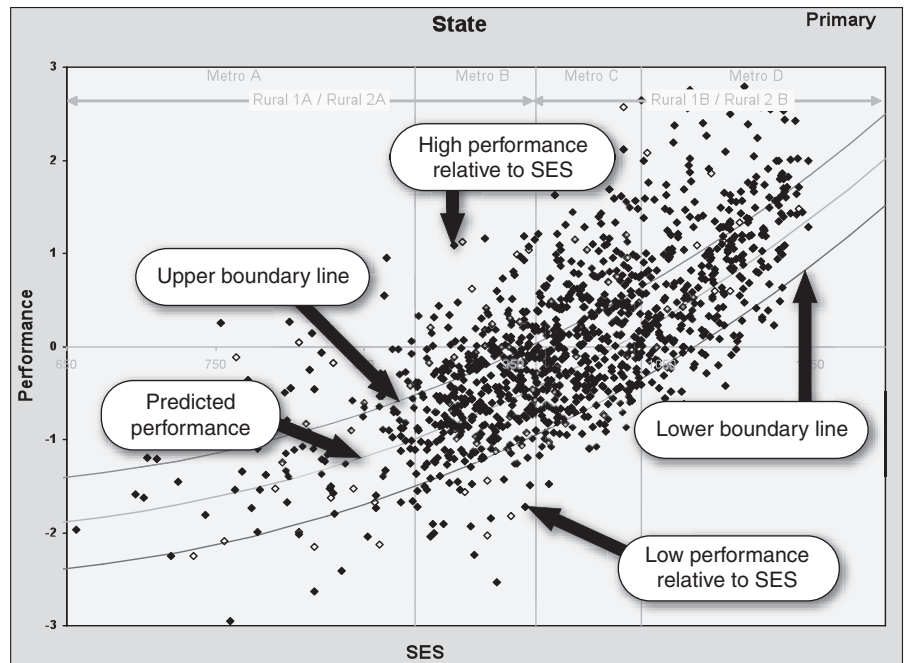 State
Primary
3
Metro A
Metro B
Metro C
Metro D
Rural 1A / Rural 2A
Rural 1B / Rural 2 B
High performance
relative to SES
2
1
Upper boundary line
Performance
0
650
750
950
Predicted
performance
Lower boundary line
-1
-2
Low performance
relative to SES
-3
SES